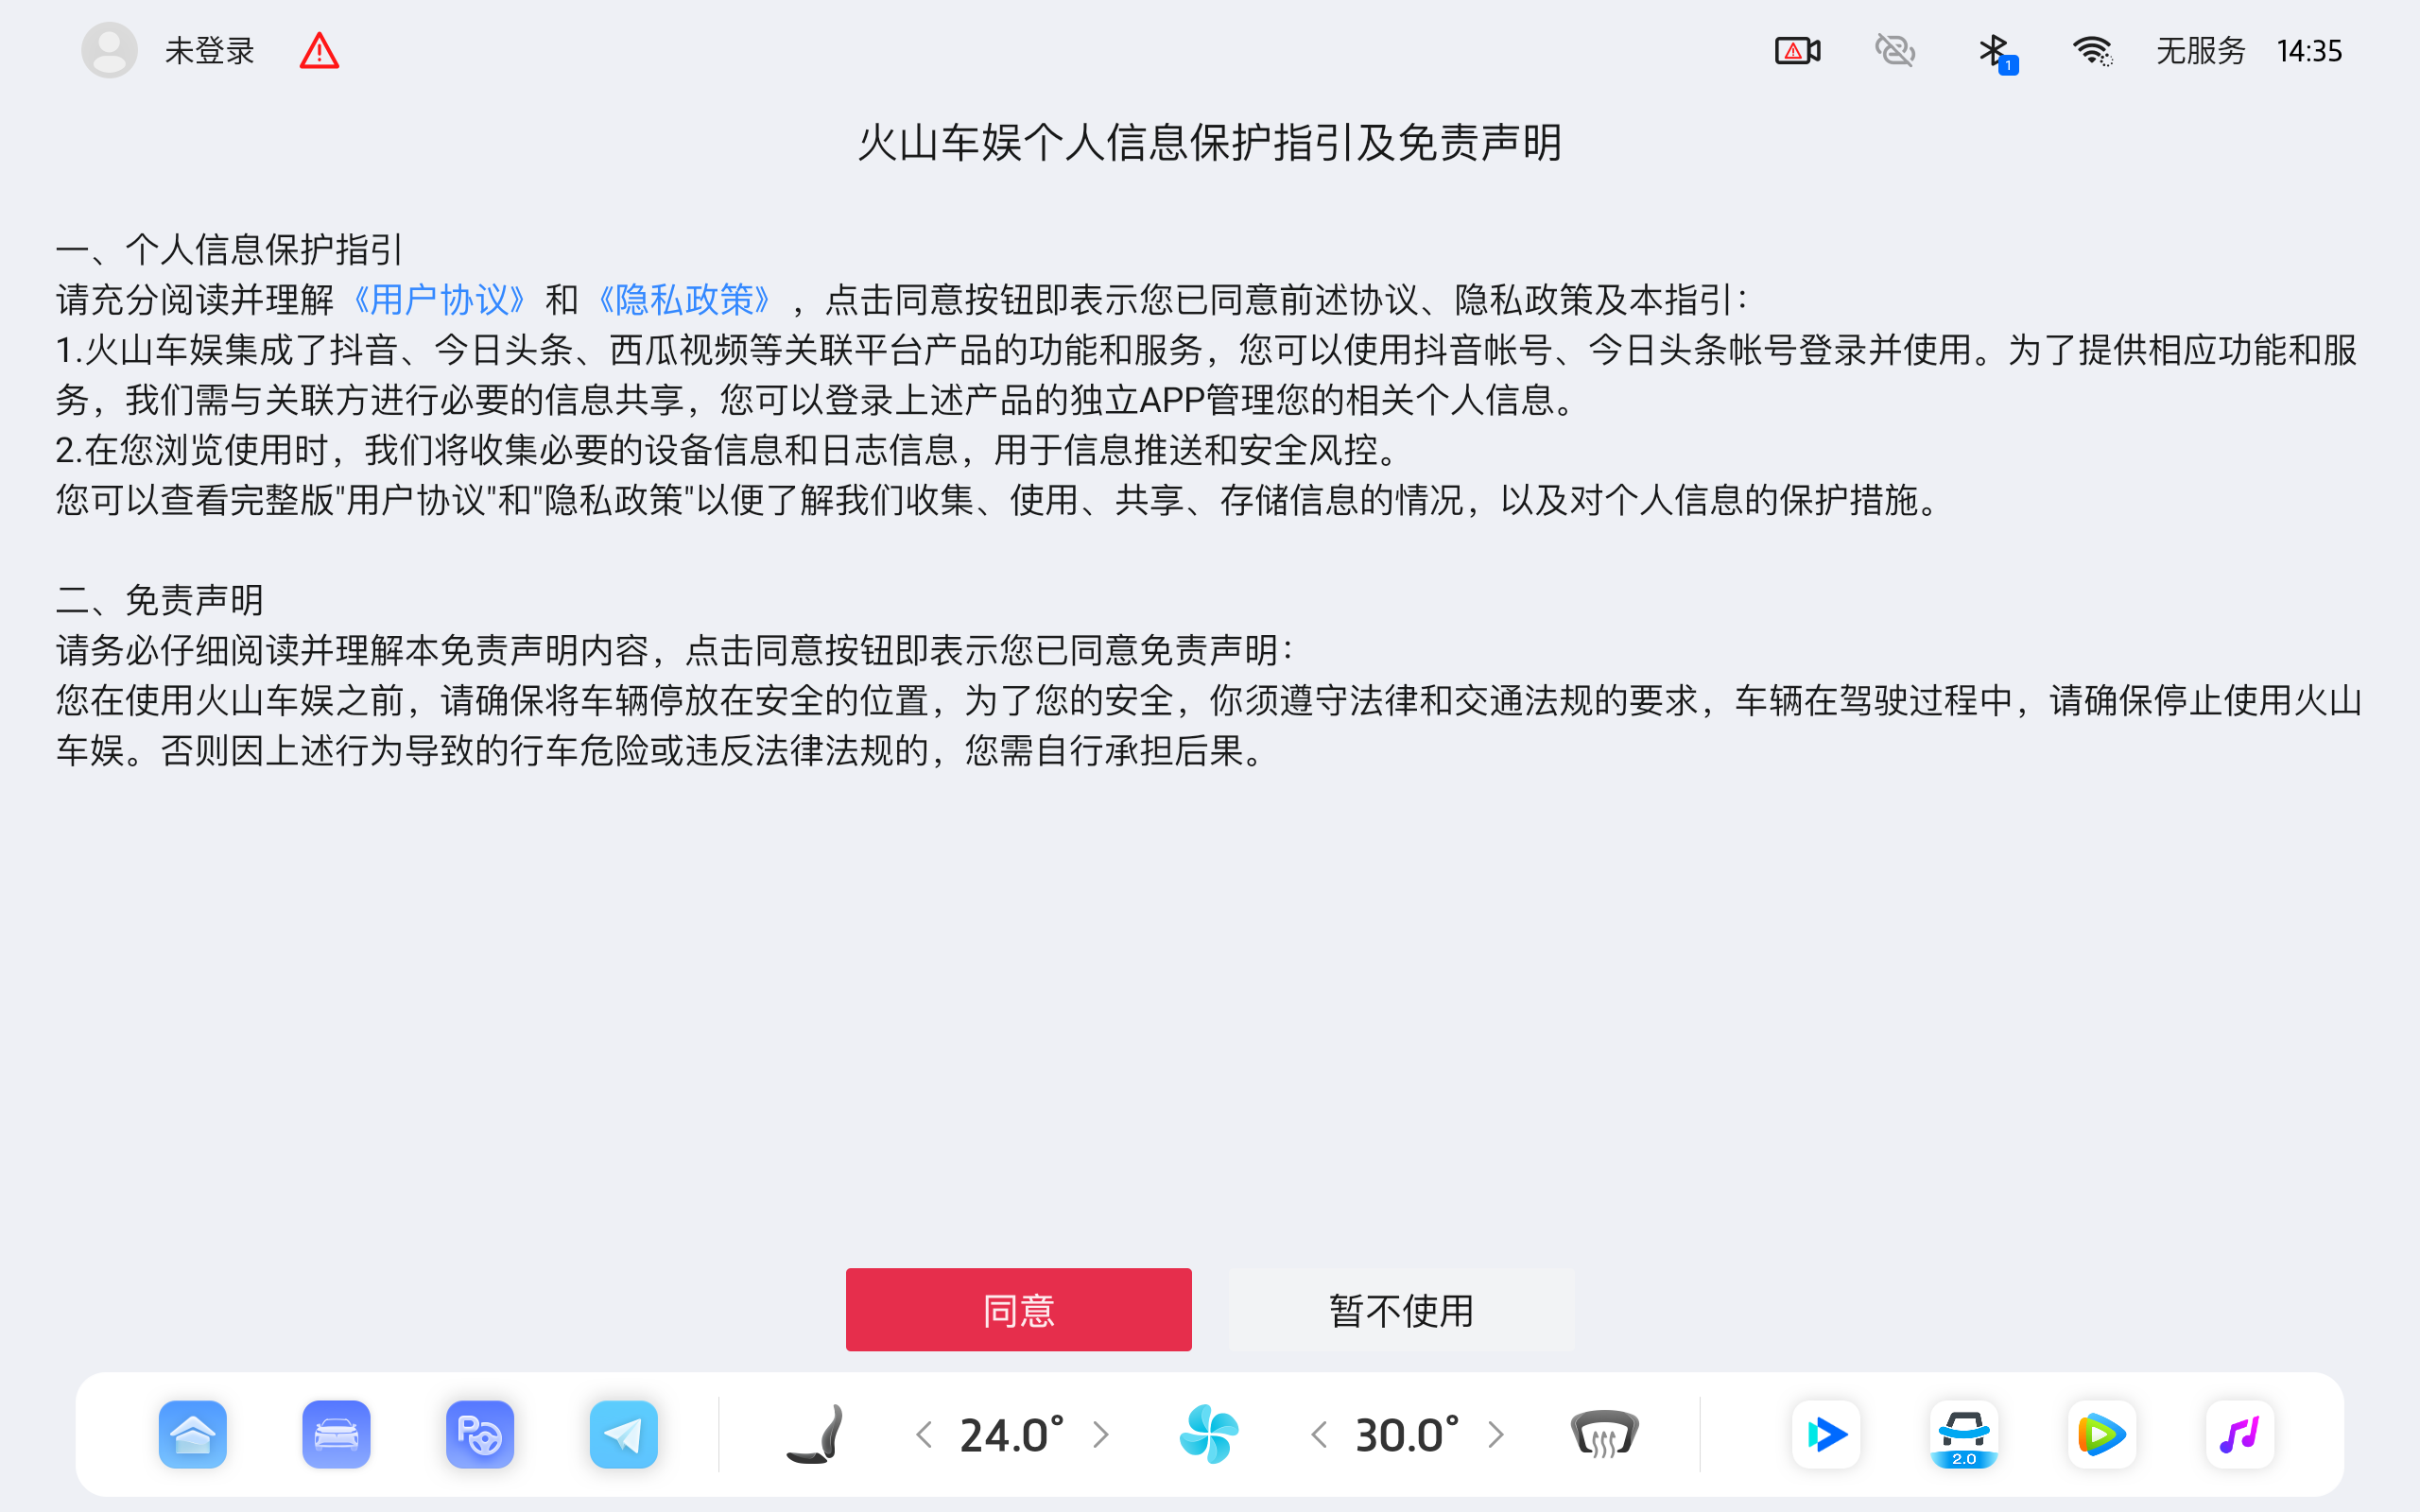 未登录
1
无服务 14:35
火山车娱个人信息保护指引及免责声明
一、个人信息保护指引
请充分阅读并理解《用户协议》和《隐私政策》，点击同意按钮即表示您已同意前述协议、隐私政策及本指引：
1.火山车娱集成了抖音、今日头条、西瓜视频等关联平台产品的功能和服务，您可以使用抖音帐号、今日头条帐号登录并使用。为了提供相应功能和服
务，我们需与关联方进行必要的信息共享，您可以登录上述产品的独立APP管理您的相关个人信息。
2.在您浏览使用时，我们将收集必要的设备信息和日志信息，用于信息推送和安全风控。
您可以查看完整版"用户协议"和"隐私政策"以便了解我们收集、使用、共享、存储信息的情况，以及对个人信息的保护措施。
二、免责声明
请务必仔细阅读并理解本免责声明内容，点击同意按钮即表示您已同意免责声明：
您在使用火山车娱之前，请确保将车辆停放在安全的位置，为了您的安全，你须遵守法律和交通法规的要求，车辆在驾驶过程中，请确保停止使用火山
车娱。否则因上述行为导致的行车危险或违反法律法规的，您需自行承担后果。
同意 暂不使用
P 24.0° 30.0° 2.0